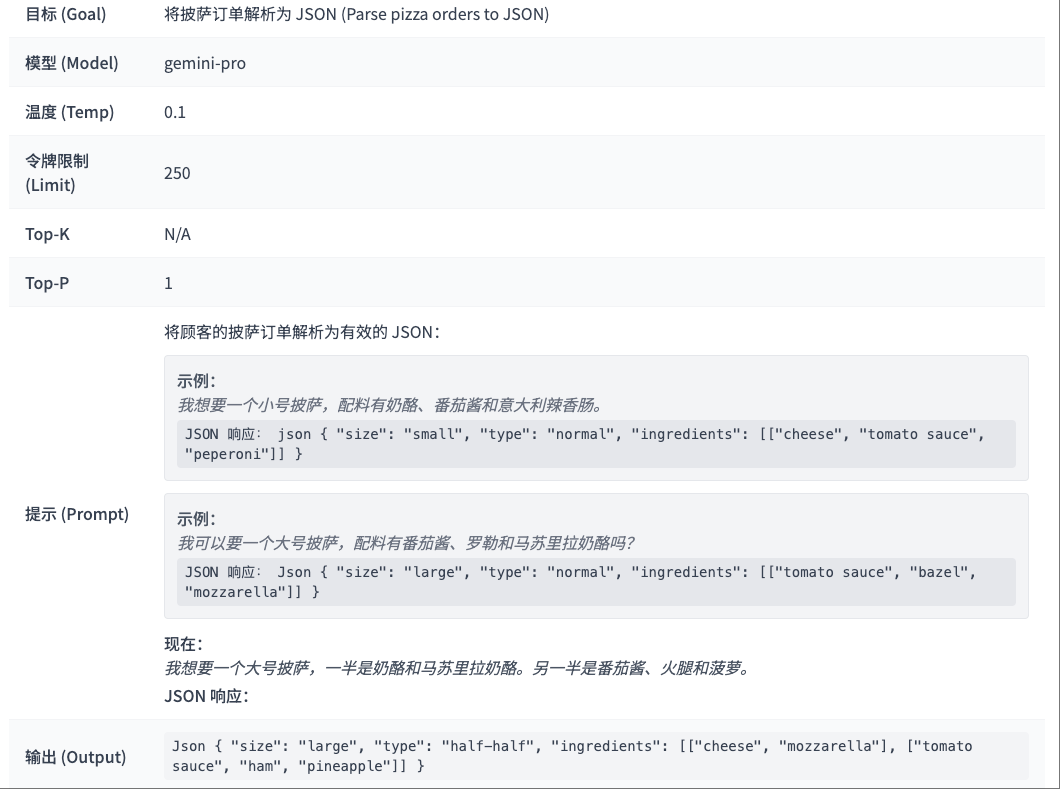 目标 (Goal)
将披萨订单解析为 JSON (Parse pizza orders to JSON)
模型 (Model)
gemini-pro
温度 (Temp)
0.1
令牌限制
(Limit)
250
Top-K
N/A
Top-P
1
提示 (Prompt)
将顾客的披萨订单解析为有效的 JSON：
示例：
我想要一个小号披萨，配料有奶酪、番茄酱和意大利辣香肠。
JSON 响应： json { "size": "small", "type": "normal", "ingredients": [["cheese", "tomato sauce",
"peperoni"]] }
示例：
我可以要一个大号披萨，配料有番茄酱、罗勒和马苏里拉奶酪吗？
JSON 响应： Json { "size": "large", "type": "normal", "ingredients": [["tomato sauce", "bazel",
"mozzarella"]] }
现在：
我想要一个大号披萨，一半是奶酪和马苏里拉奶酪。另一半是番茄酱、火腿和菠萝。
JSON 响应：
输出 (Output)
Json { "size": "large", "type": "half-half", "ingredients": [["cheese", "mozzarella"], ["tomato
sauce", "ham", "pineapple"]] }